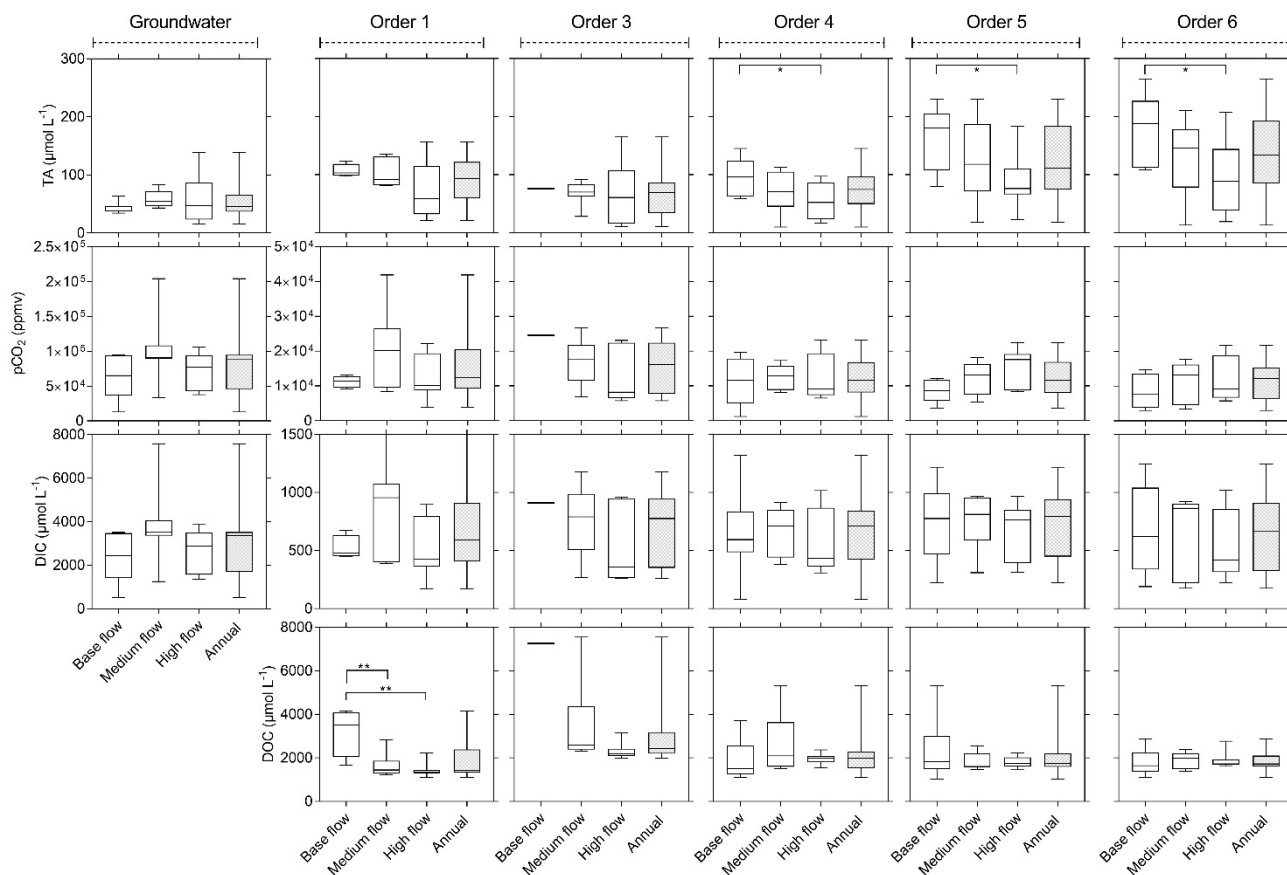 Groundwater
Order 1
Order 3
Order 4
Order 5
Order 6
TA (µmol L⁻¹)
300
200
100
0
*
*
*
pCO₂ (ppmv)
2.5×10⁵
2×10⁵
1.5×10⁵
1×10⁵
5×10⁴
0
5×10⁴
4×10⁴
3×10⁴
2×10⁴
1×10⁴
0
DIC (µmol L⁻¹)
8000
6000
4000
2000
0
1500
1000
500
0
Base flow
Medium flow
High flow
Annual
DOC (µmol L⁻¹)
8000
6000
4000
2000
0
**
**
Base flow
Medium flow
High flow
Annual
Base flow
Medium flow
High flow
Annual
Base flow
Medium flow
High flow
Annual
Base flow
Medium flow
High flow
Annual
Base flow
Medium flow
High flow
Annual